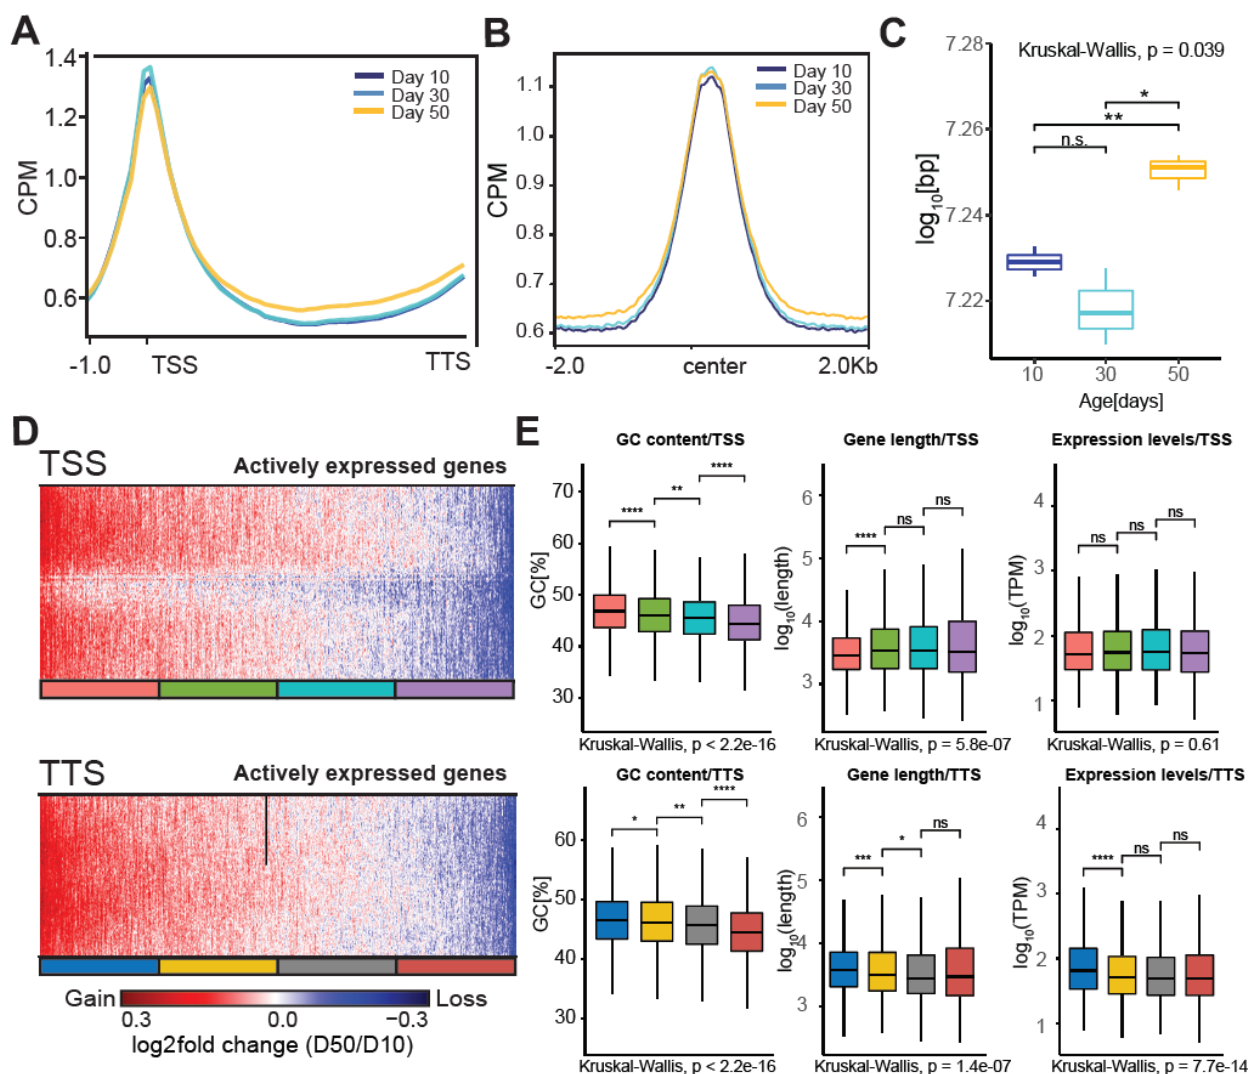 A
1.4
1.2
1.0
0.8
0.6
CPM
Day 10
Day 30
Day 50
-1.0
TSS
TTS
B
1.1
1.0
0.9
0.8
0.7
0.6
CPM
Day 10
Day 30
Day 50
-2.0
center
2.0Kb
C
7.28
7.26
7.24
7.22
log10[bp]
Kruskal-Wallis, p = 0.039
*
**
n.s.
10
30
50
Age[days]
D
TSS
Actively expressed genes
TTS
Actively expressed genes
Gain
Loss
0.3
0.0
−0.3
log2fold change (D50/D10)
E
GC content/TSS
70
60
50
40
30
GC[%]
****
**
****
Kruskal-Wallis, p < 2.2e-16
Gene length/TSS
6
5
4
3
log10(length)
****
ns
ns
Kruskal-Wallis, p = 5.8e-07
Expression levels/TSS
4
3
2
1
log10(TPM)
ns
ns
ns
Kruskal-Wallis, p = 0.61
GC content/TTS
60
50
40
30
GC[%]
*
**
****
Kruskal-Wallis, p < 2.2e-16
Gene length/TTS
6
5
4
3
log10(length)
***
*
ns
Kruskal-Wallis, p = 1.4e-07
Expression levels/TTS
4
3
2
1
log10(TPM)
****
ns
ns
Kruskal-Wallis, p = 7.7e-14